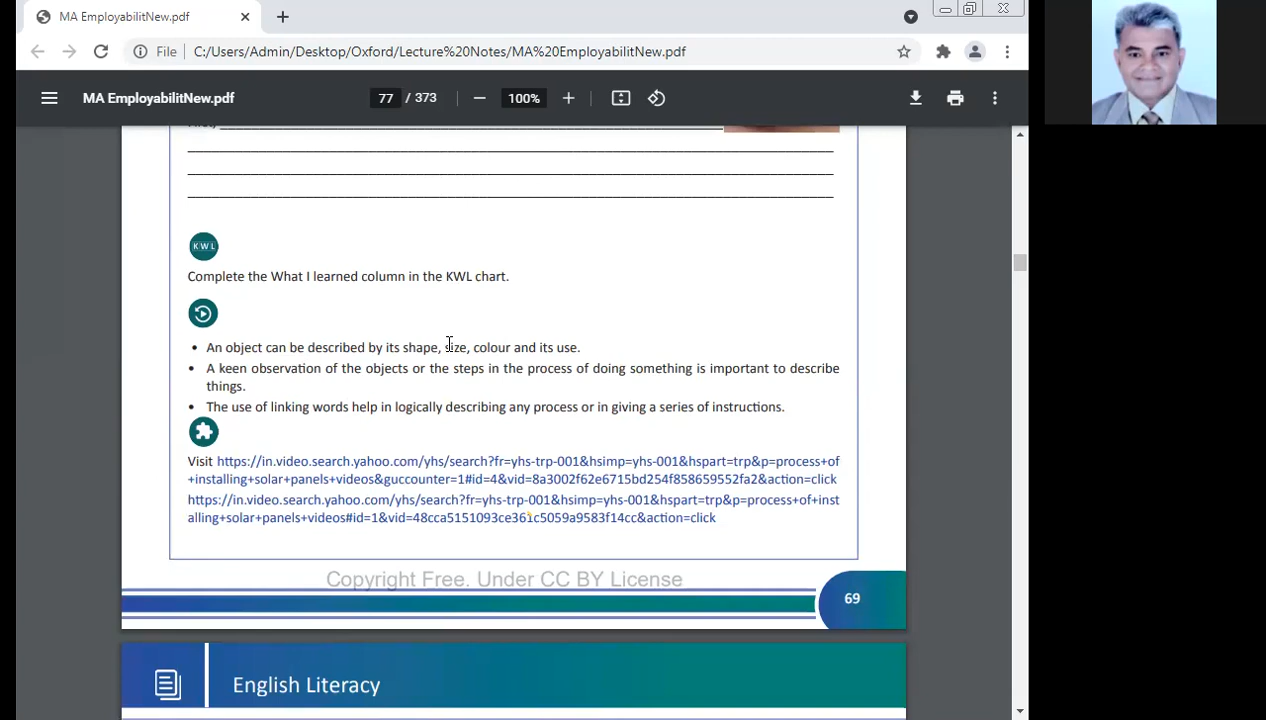 MA EmployabilitNew.pdf
File C:/Users/Admin/Desktop/Oxford/Lecture%20Notes/MA%20EmployabilitNew.pdf
MA EmployabilitNew.pdf 77 / 373 100%
KWL
Complete the What I learned column in the KWL chart.
• An object can be described by its shape, size, colour and its use.
• A keen observation of the objects or the steps in the process of doing something is important to describe
things.
• The use of linking words help in logically describing any process or in giving a series of instructions.
Visit https://in.video.search.yahoo.com/yhs/search?fr=yhs-trp-001&hsimp=yhs-001&hspart=trp&p=process+of
+installing+solar+panels+videos&guccounter=1#id=4&vid=8a3002f62e6715bd254f858659552fa2&action=click
https://in.video.search.yahoo.com/yhs/search?fr=yhs-trp-001&hsimp=yhs-001&hspart=trp&p=process+of+inst
alling+solar+panels+videos#id=1&vid=48cca5151093ce361c5059a9583f14cc&action=click
Copyright Free. Under CC BY License
69
English Literacy